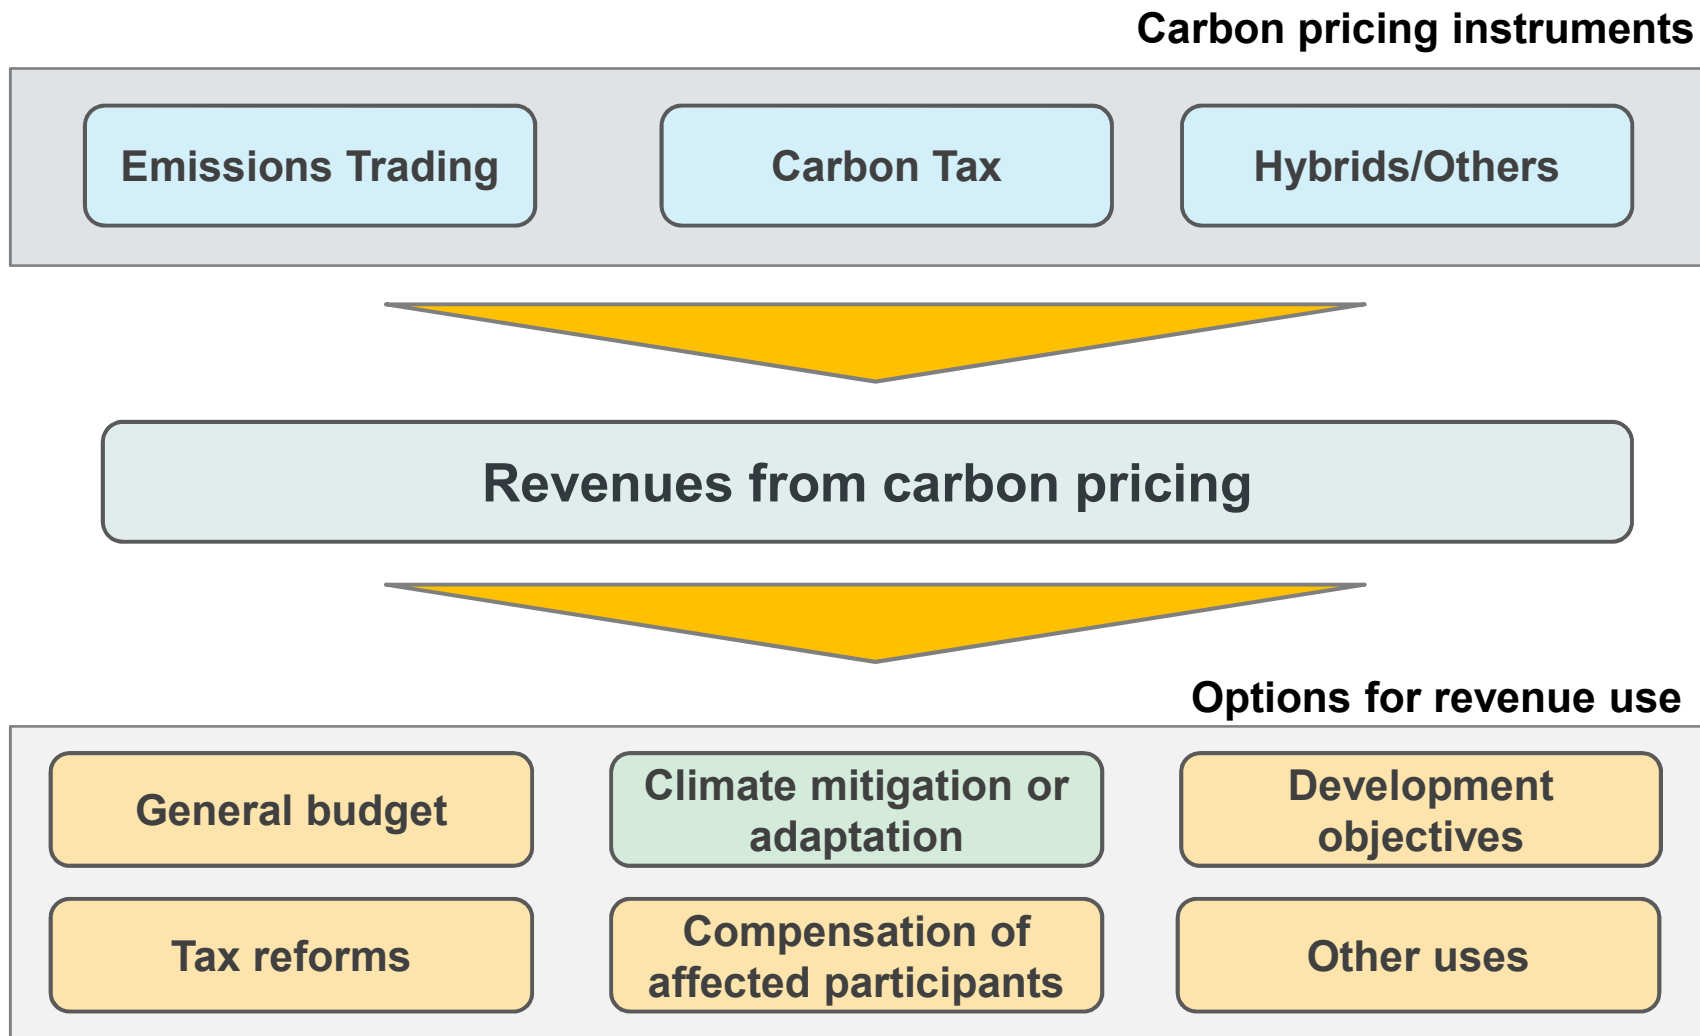 Carbon pricing instruments
Emissions Trading
Carbon Tax
Hybrids/Others
Revenues from carbon pricing
Options for revenue use
General budget
Climate mitigation or
adaptation
Development
objectives
Tax reforms
Compensation of
affected participants
Other uses